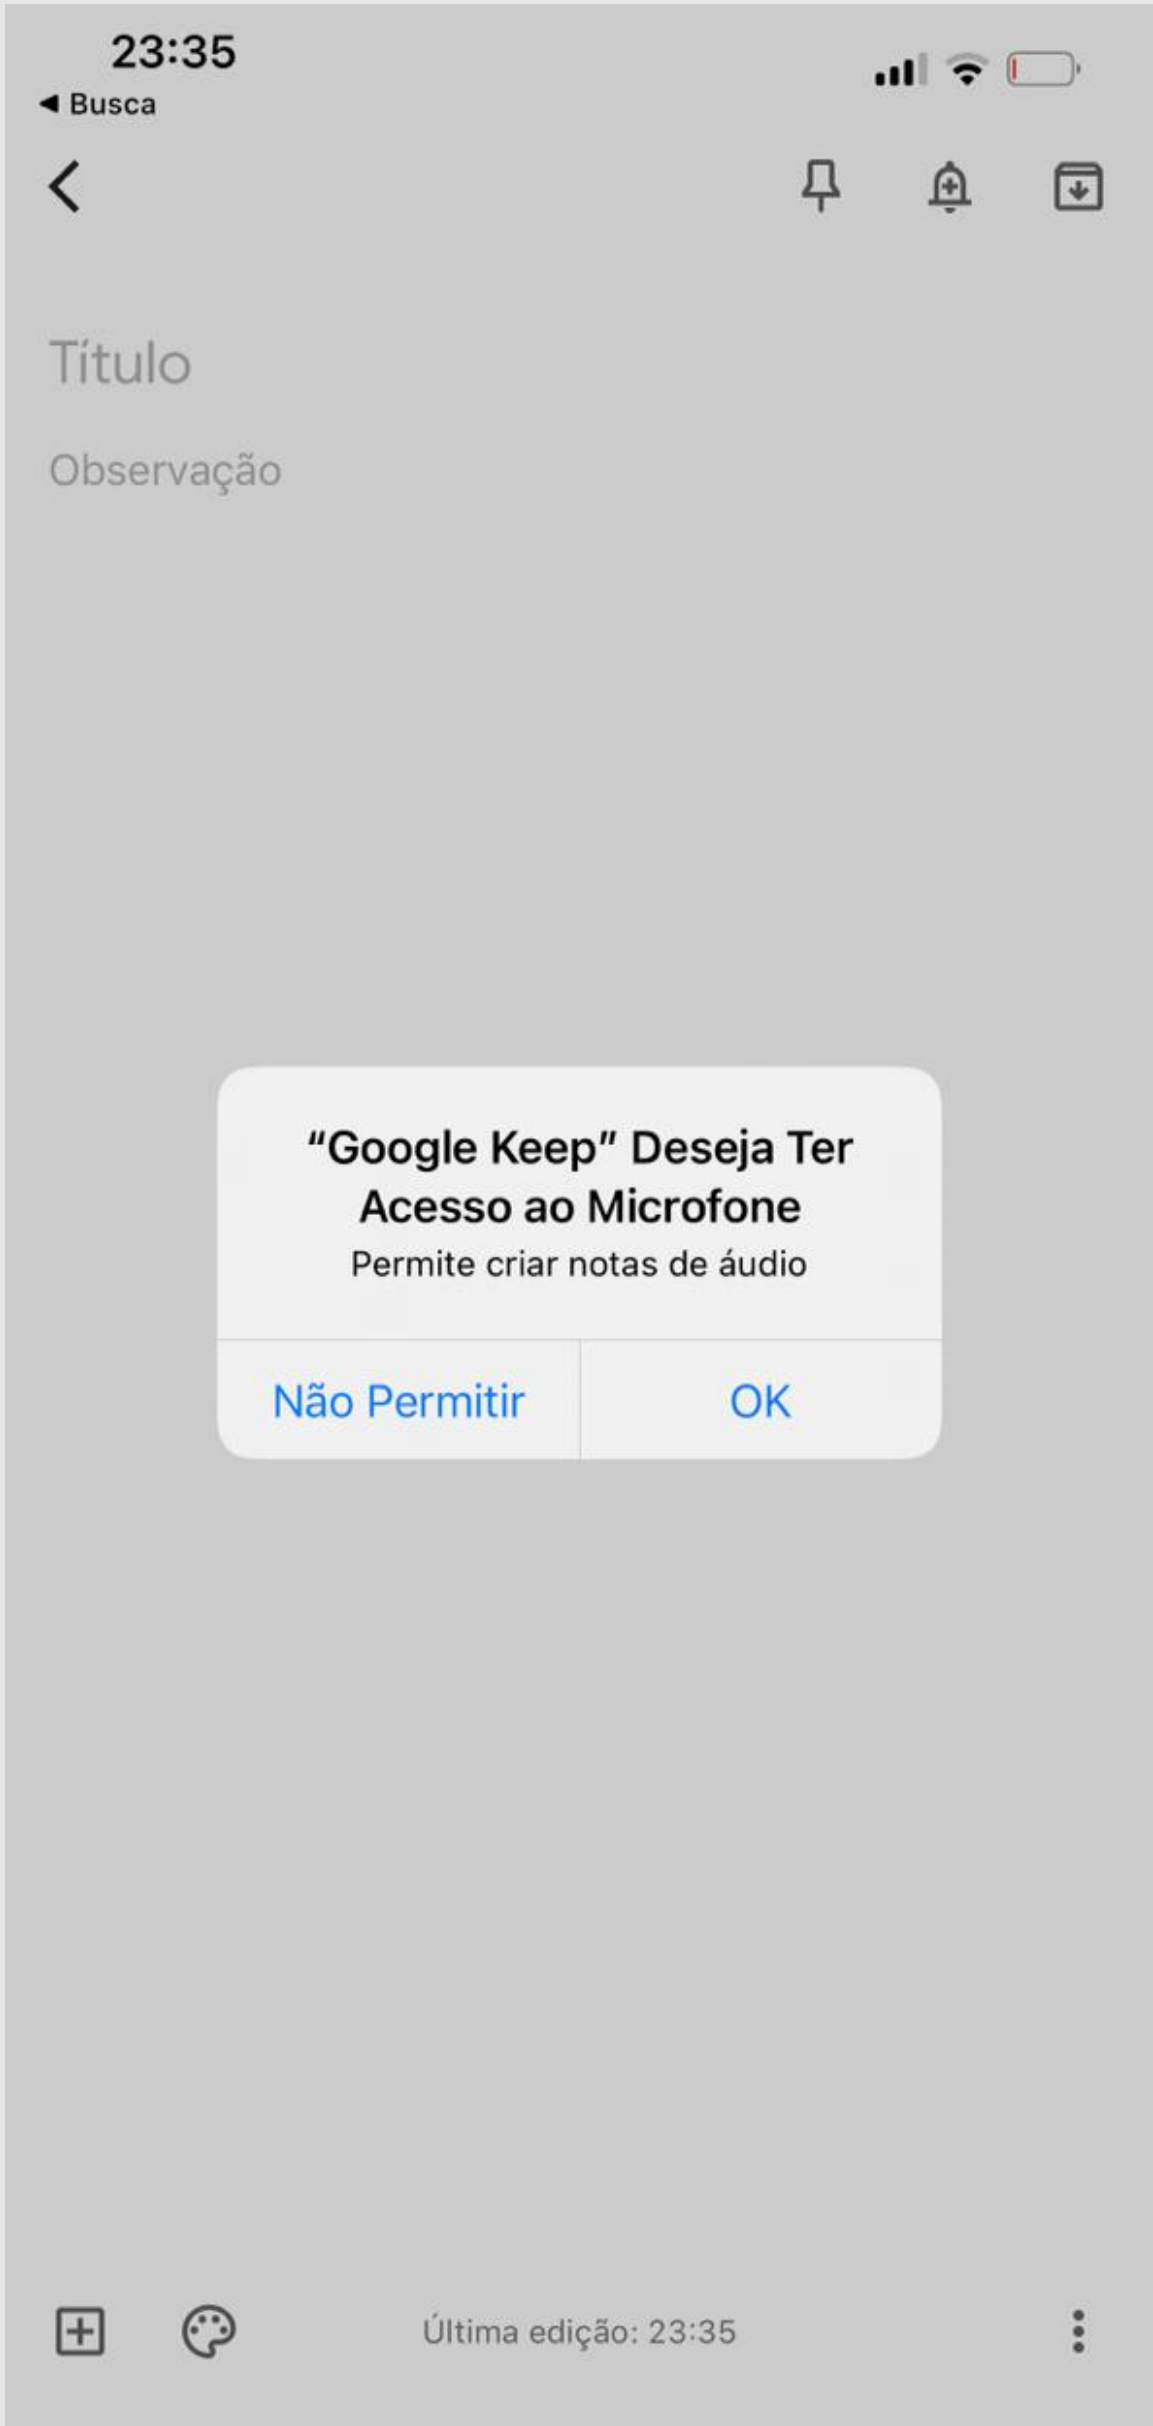 23:35
◀ Busca
Título
Observação
“Google Keep” Deseja Ter
Acesso ao Microfone
Permite criar notas de áudio
Não Permitir
OK
Última edição: 23:35